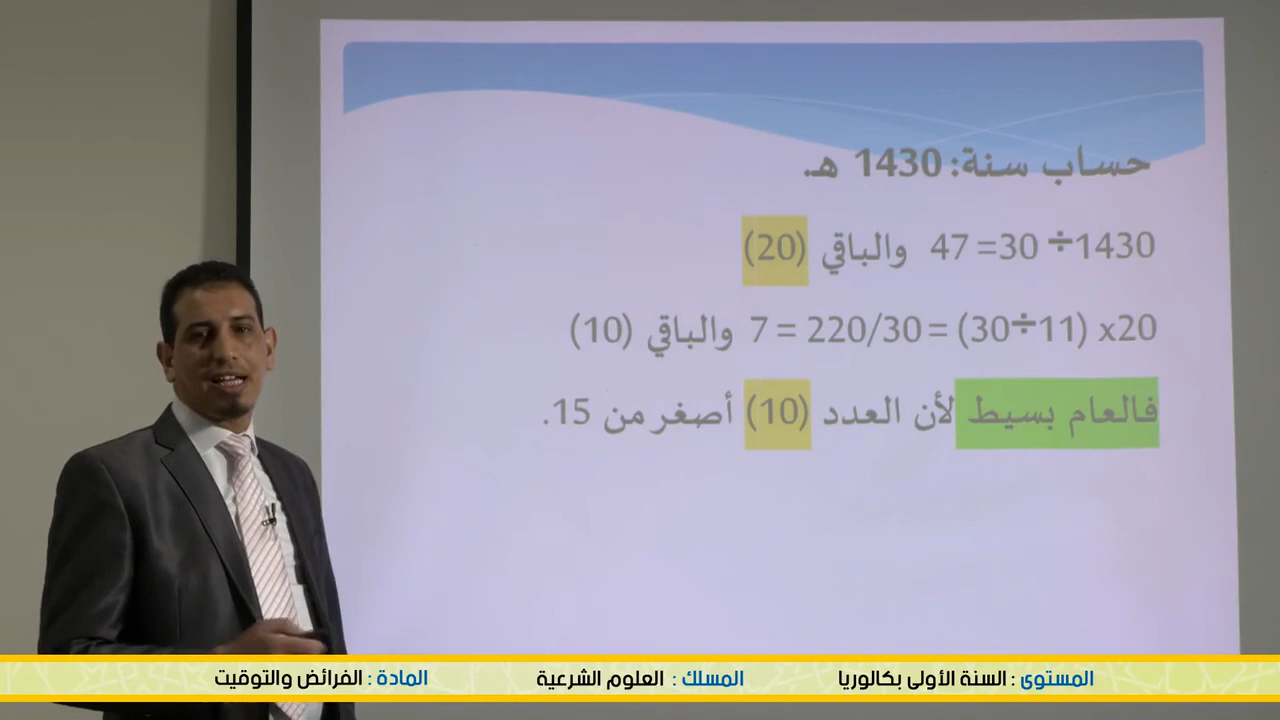 حساب سنة: 1430 هـ.
1430÷ 30= 47 والباقي (20)
20x (11÷30) = 220/30 = 7 والباقي (10)
فالعام بسيط لأن العدد (10) أصغر من 15.
المستوى : السنة الأولى بكالوريا المسلك : العلوم الشرعية المادة : الفرائض والتوقيت